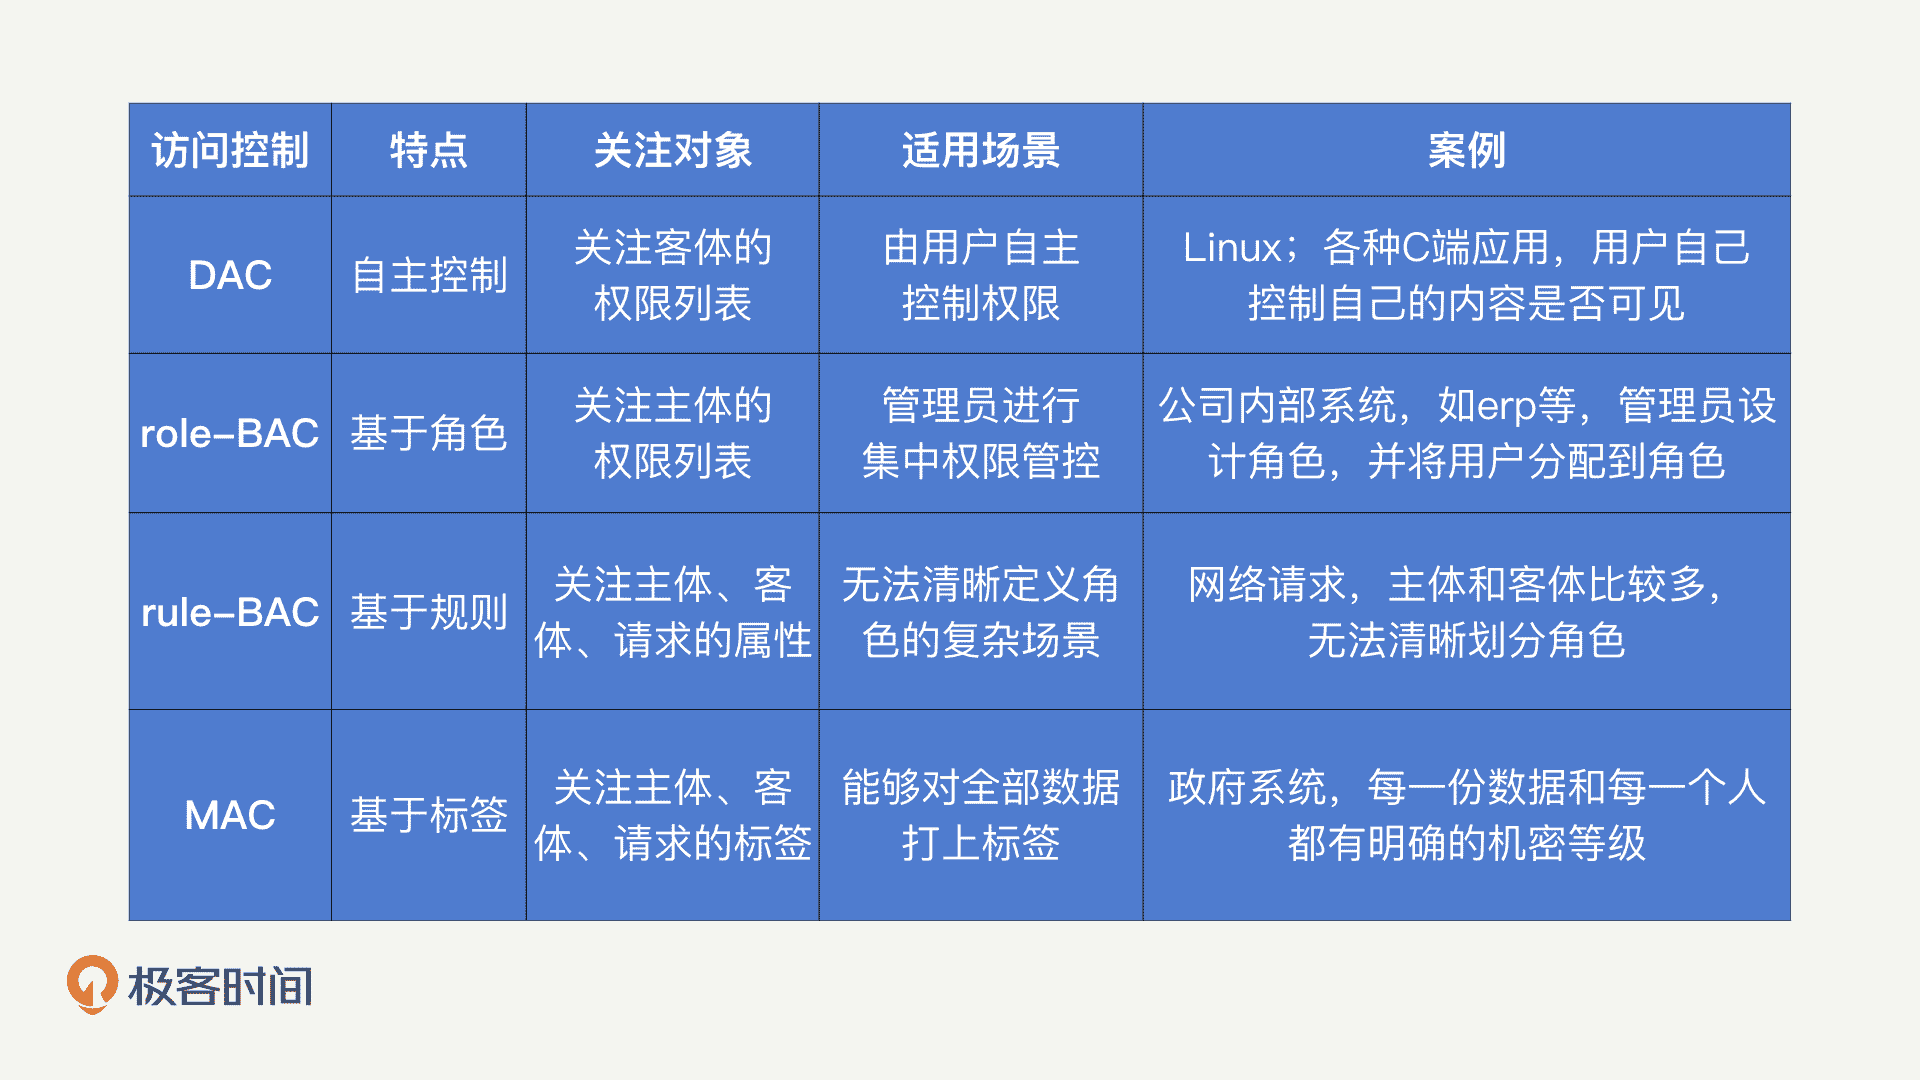 访问控制
特点
关注对象
适用场景
案例
DAC
自主控制
关注客体的
权限列表
由用户自主
控制权限
Linux；各种C端应用，用户自己
控制自己的内容是否可见
role-BAC
基于角色
关注主体的
权限列表
管理员进行
集中权限管控
公司内部系统，如erp等，管理员设
计角色，并将用户分配到角色
rule-BAC
基于规则
关注主体、客
体、请求的属性
无法清晰定义角
色的复杂场景
网络请求，主体和客体比较多，
无法清晰划分角色
MAC
基于标签
关注主体、客
体、请求的标签
能够对全部数据
打上标签
政府系统，每一份数据和每一个人
都有明确的机密等级
极客时间